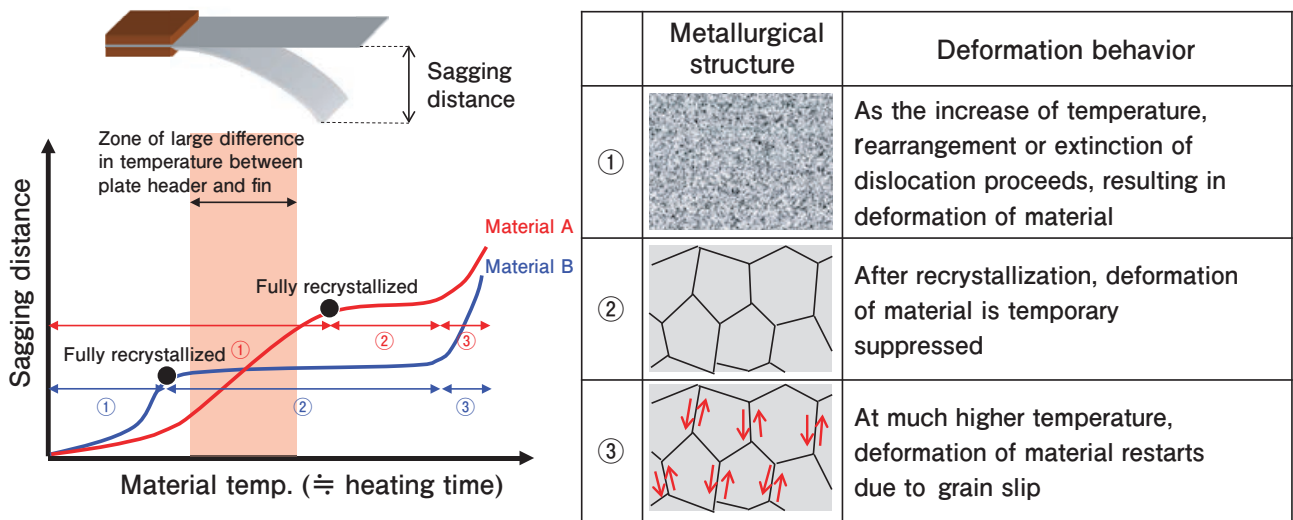 Sagging
distance
Zone of large difference
in temperature between
plate header and fin
Sagging distance
Material A
Material B
Fully recrystallized
① ② ③
Fully recrystallized
① ② ③
Material temp. (≒ heating time)
Metallurgical
structure
Deformation behavior
①
As the increase of temperature,
rearrangement or extinction of
dislocation proceeds, resulting in
deformation of material
②
After recrystallization, deformation
of material is temporary
suppressed
③
At much higher temperature,
deformation of material restarts
due to grain slip